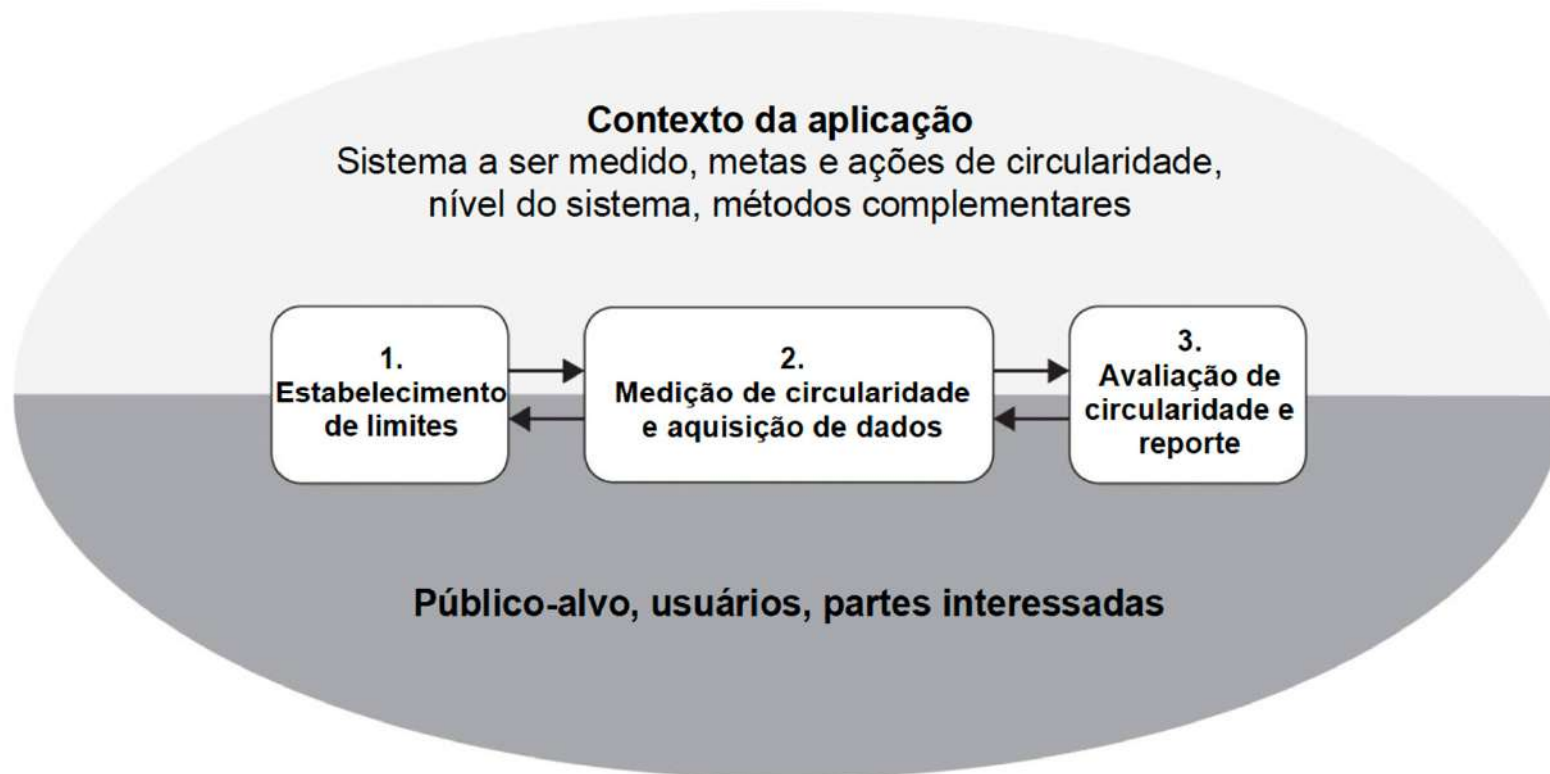 Contexto da aplicação
Sistema a ser medido, metas e ações de circularidade,
nível do sistema, métodos complementares
1.
Estabelecimento
de limites
2.
Medição de circularidade
e aquisição de dados
3.
Avaliação de
circularidade e
reporte
Público-alvo, usuários, partes interessadas